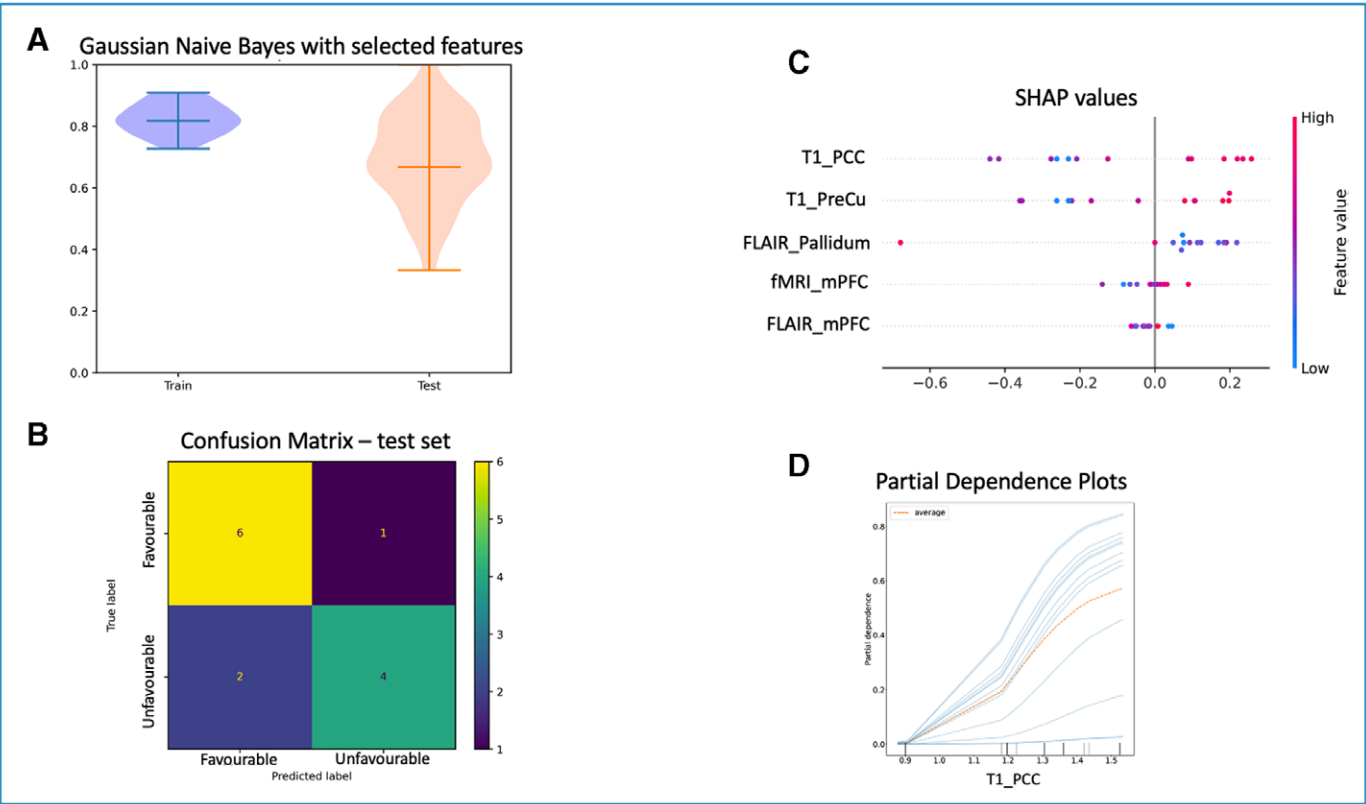 A
Gaussian Naive Bayes with selected features
1.0
0.8
0.6
0.4
0.2
0.0
Train
Test
B
Confusion Matrix – test set
True label
Favourable
Unfavourable
6
1
2
4
Favourable
Unfavourable
Predicted label
6
5
4
3
2
1
C
SHAP values
T1_PCC
T1_PreCu
FLAIR_Pallidum
fMRI_mPFC
FLAIR_mPFC
−0.6
−0.4
−0.2
0.0
0.2
High
Feature value
Low
D
Partial Dependence Plots
average
Partial dependence
0.8
0.6
0.4
0.2
0.0
0.9
1.0
1.1
1.2
1.3
1.4
1.5
T1_PCC